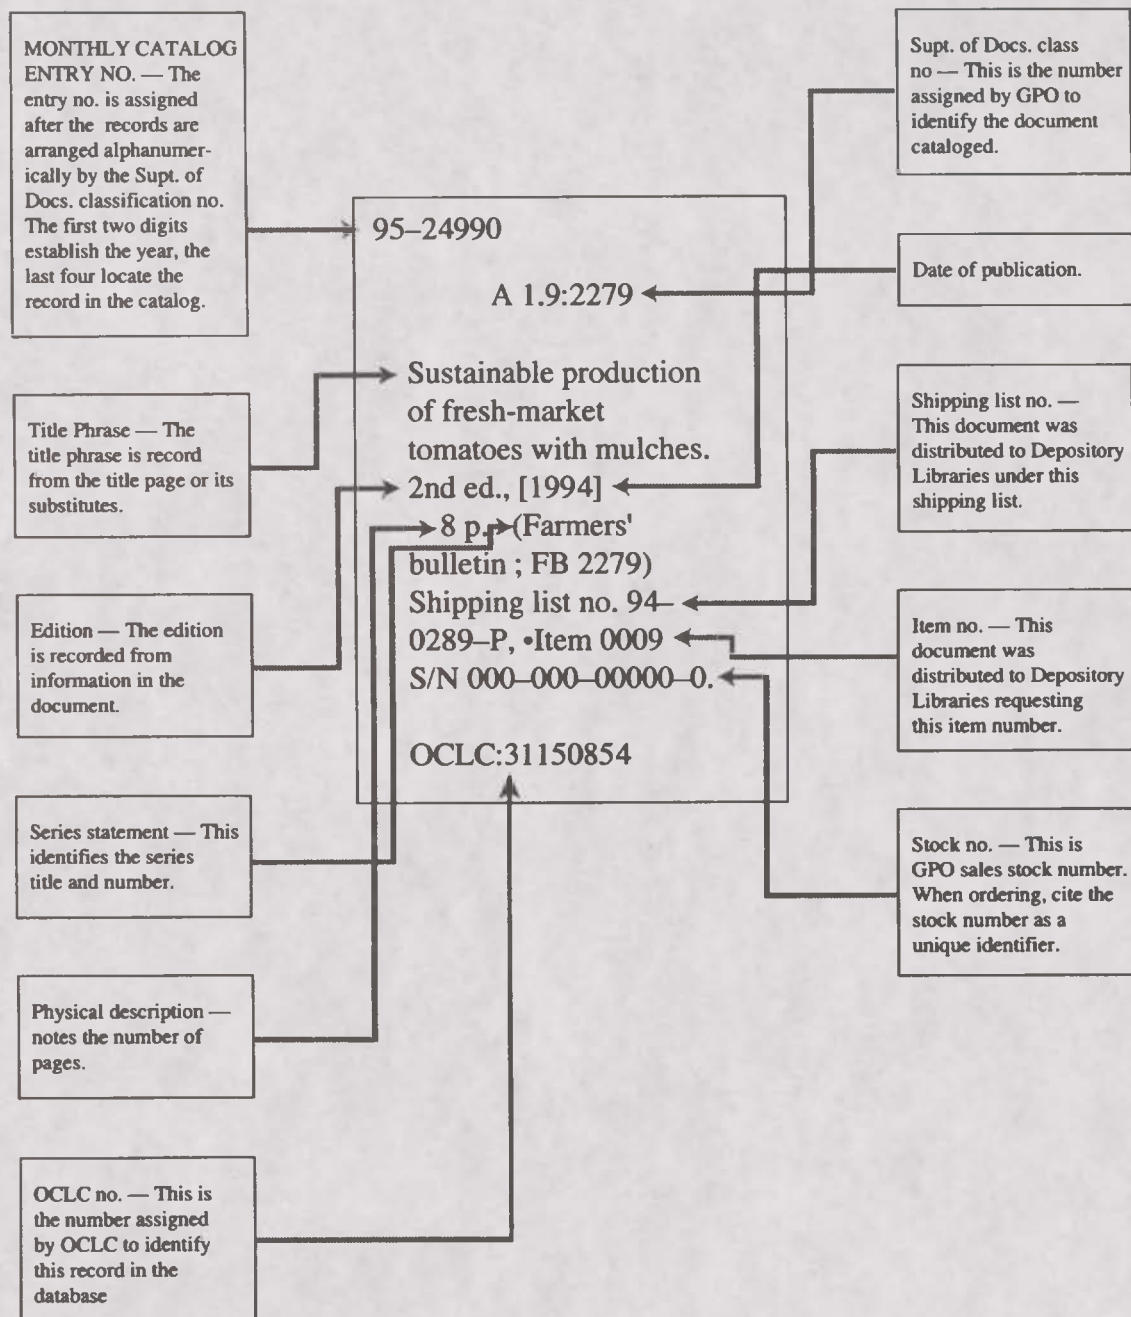 MONTHLY CATALOG
ENTRY NO. — The
entry no. is assigned
after the records are
arranged alphanumer-
ically by the Supt. of
Docs. classification no.
The first two digits
establish the year, the
last four locate the
record in the catalog.
Title Phrase — The
title phrase is record
from the title page or its
substitutes.
Edition — The edition
is recorded from
information in the
document.
Series statement — This
identifies the series
title and number.
Physical description —
notes the number of
pages.
OCLC no. — This is
the number assigned
by OCLC to identify
this record in the
database
95–24990
A 1.9:2279
Sustainable production
of fresh-market
tomatoes with mulches.
2nd ed., [1994]
8 p. (Farmers'
bulletin ; FB 2279)
Shipping list no. 94–
0289–P, •Item 0009
S/N 000–000–00000–0.
OCLC:31150854
Supt. of Docs. class
no — This is the number
assigned by GPO to
identify the document
cataloged.
Date of publication.
Shipping list no. —
This document was
distributed to Depository
Libraries under this
shipping list.
Item no. — This
document was
distributed to Depository
Libraries requesting
this item number.
Stock no. — This is
GPO sales stock number.
When ordering, cite the
stock number as a
unique identifier.